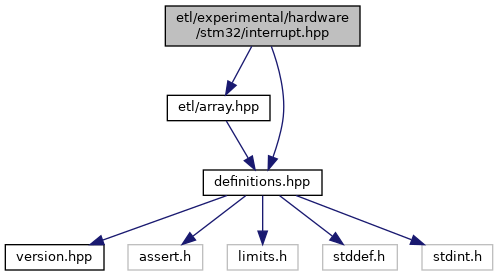 etl/experimental/hardware
/stm32/interrupt.hpp
etl/array.hpp
definitions.hpp
version.hpp
assert.h
limits.h
stddef.h
stdint.h